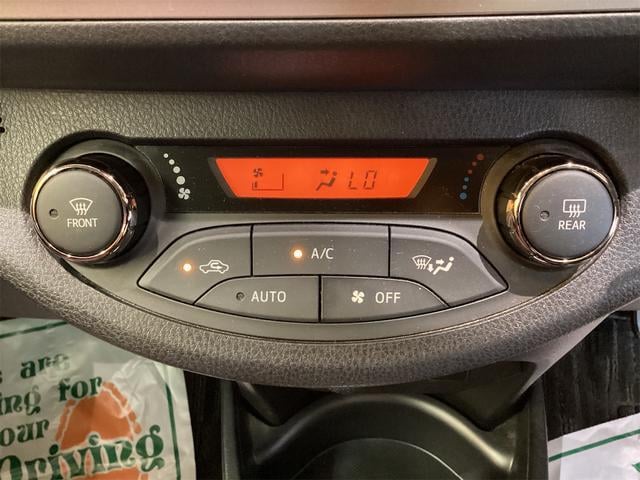 LO
FRONT
REAR
A/C
AUTO
OFF
are
ing for
our
Driving